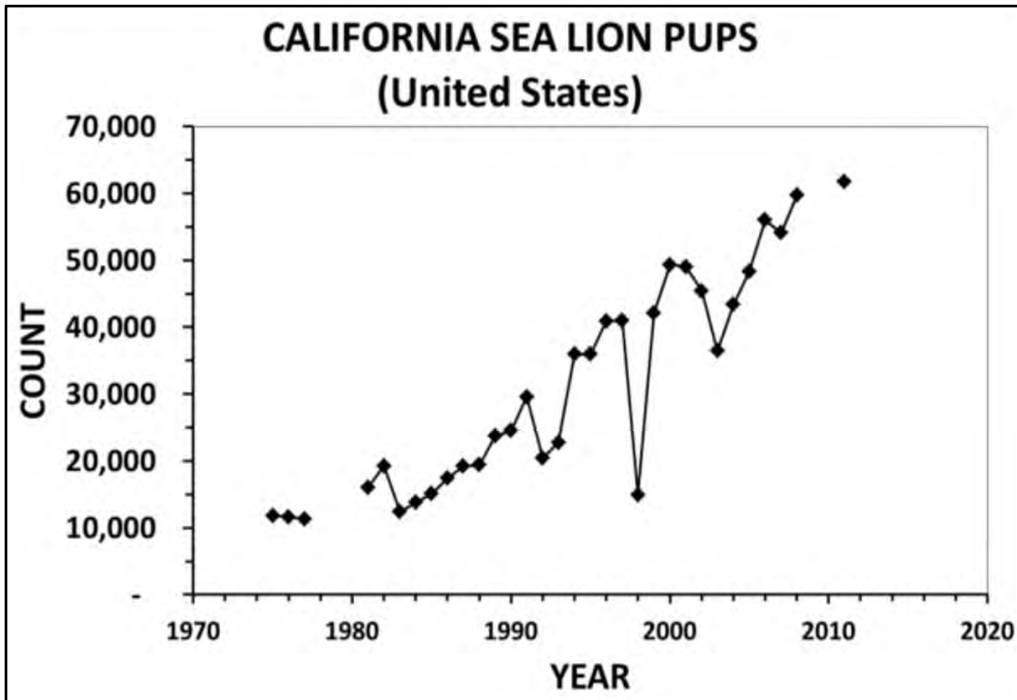 CALIFORNIA SEA LION PUPS
(United States)
70,000
60,000
50,000
40,000
30,000
20,000
10,000
-
COUNT
1970 1980 1990 2000 2010 2020
YEAR